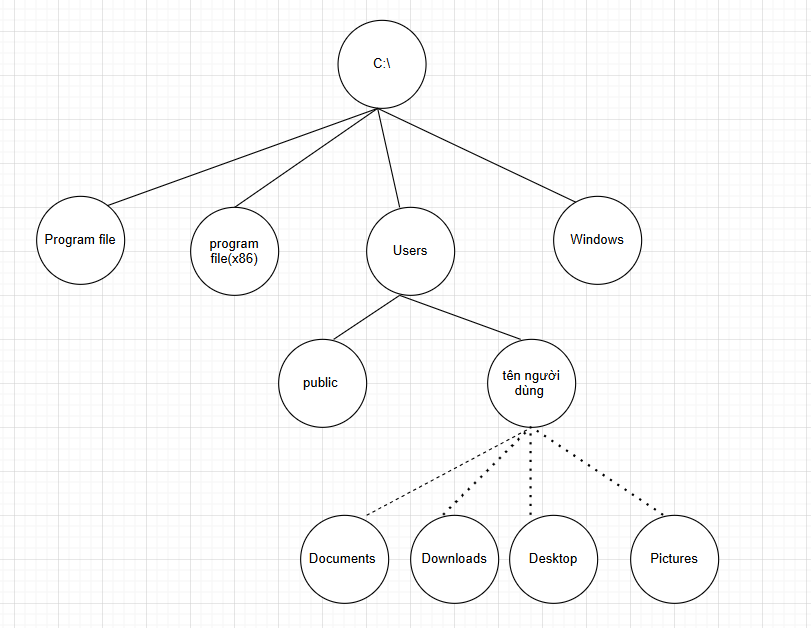 C:\
Program file
program
file(x86)
Users
Windows
public
tên người
dùng
Documents
Downloads
Desktop
Pictures